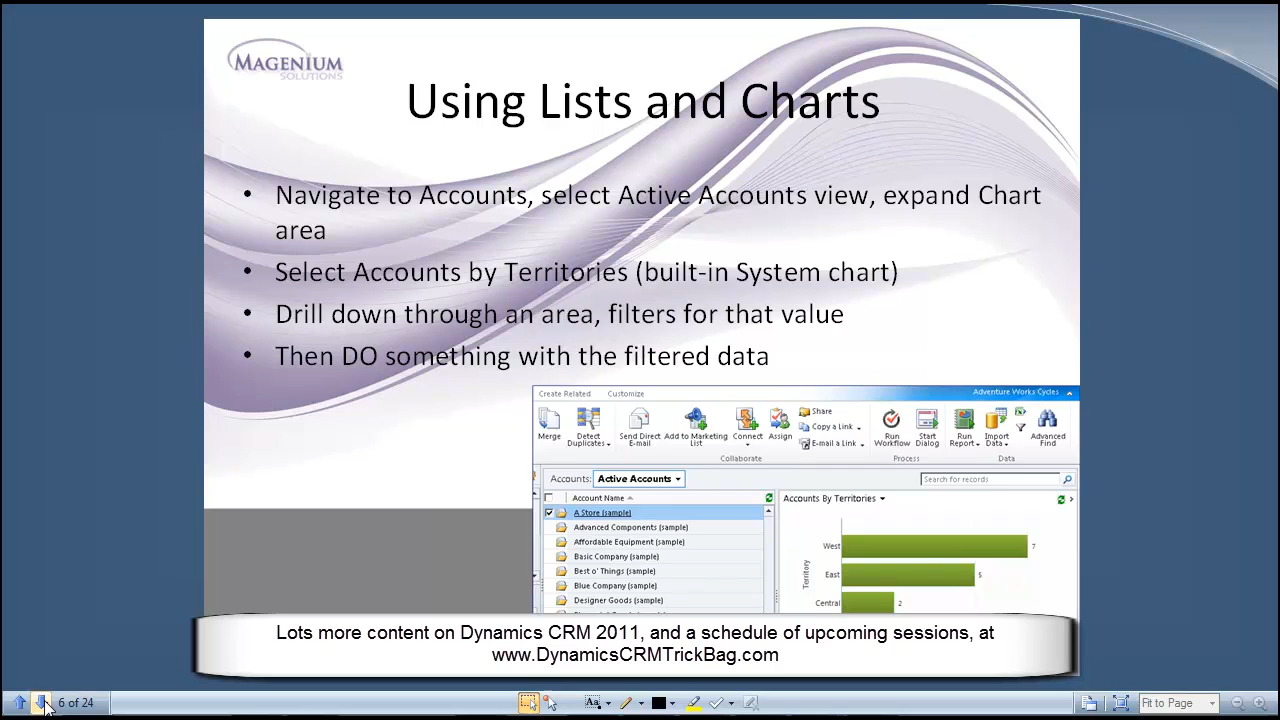 MAGENIUM
SOLUTIONS
Using Lists and Charts
• Navigate to Accounts, select Active Accounts view, expand Chart
area
• Select Accounts by Territories (built-in System chart)
• Drill down through an area, filters for that value
• Then DO something with the filtered data
Create Related Customize Adventure Works Cycles
Merge
Detect
Duplicates
Send Direct
E-mail
Add to Marketing
List
Connect
Assign
Share
Copy a Link
E-mail a Link
Run
Workflow
Start
Dialog
Run
Report
Import
Data
Advanced
Find
Collaborate Process Data
Accounts: Active Accounts Search for records
Account Name Accounts By Territories
A Store (sample)
Advanced Components (sample)
Affordable Equipment (sample)
Basic Company (sample)
Best o' Things (sample)
Blue Company (sample)
Designer Goods (sample)
Territory
West 7
East 5
Central 2
Lots more content on Dynamics CRM 2011, and a schedule of upcoming sessions, at
www.DynamicsCRMTrickBag.com
6 of 24 Aa Fit to Page